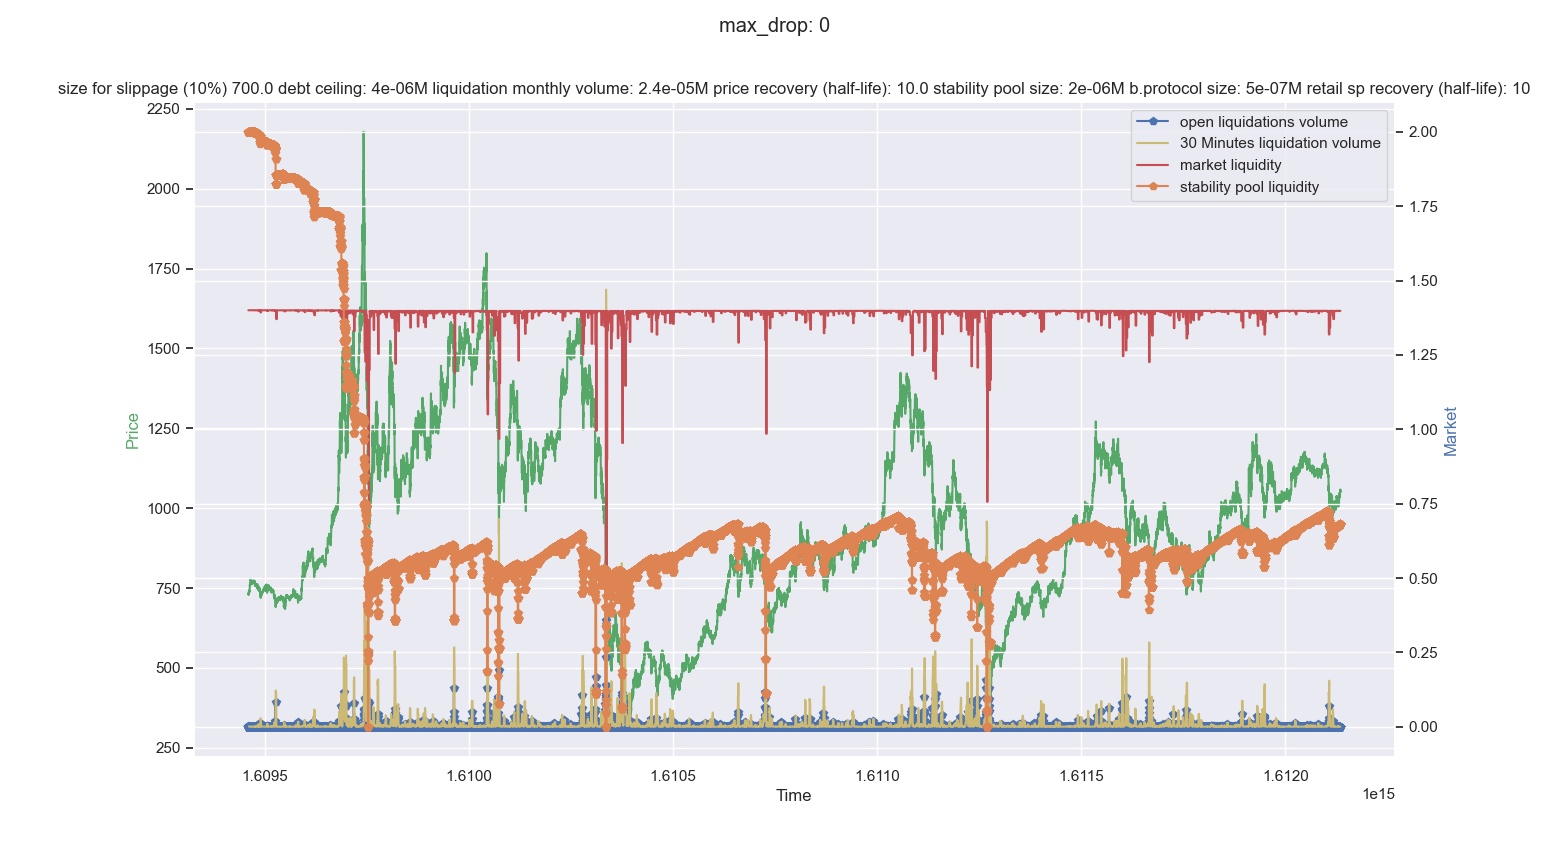 max_drop: 0
size for slippage (10%) 700.0 debt ceiling: 4e-06M liquidation monthly volume: 2.4e-05M price recovery (half-life): 10.0 stability pool size: 2e-06M b.protocol size: 5e-07M retail sp recovery (half-life): 10
open liquidations volume
30 Minutes liquidation volume
market liquidity
stability pool liquidity
2250
2000
1750
1500
1250
1000
750
500
250
Price
2.00
1.75
1.50
1.25
1.00
0.75
0.50
0.25
0.00
Market
1.6095
1.6100
1.6105
1.6110
1.6115
1.6120
Time
1e15